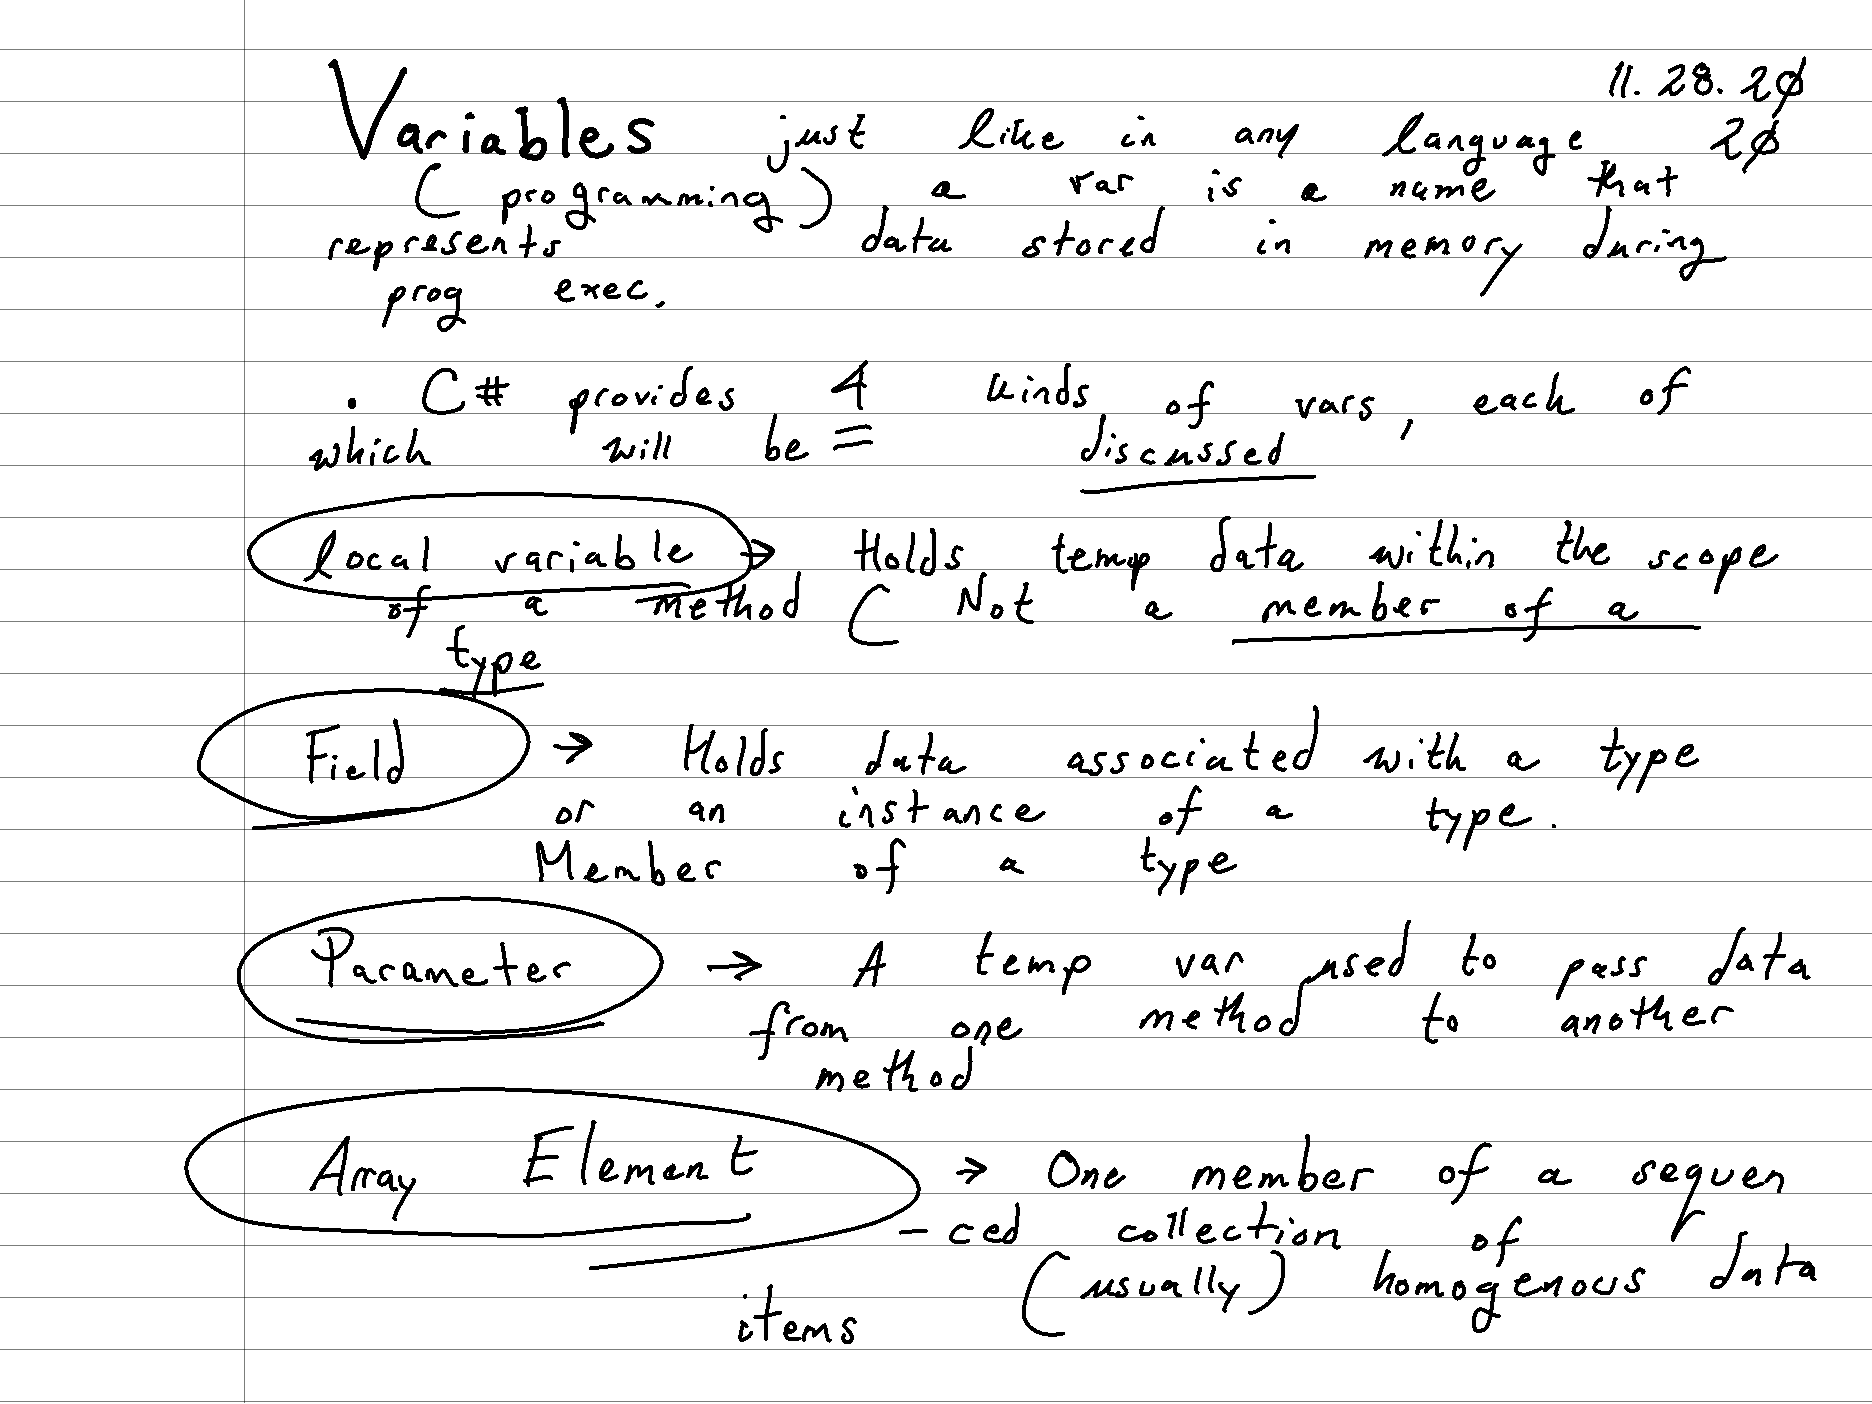 11. 28. 20
Variables just like in any language 20
(programming) a var is a name that
represents data stored in memory during
prog exec.
. C# provides 4 kinds of vars, each of
which will be = discussed
local variable → Holds temp data within the scope
of a method ( Not a member of a
type
Field → Holds data associated with a type
or an instance of a type.
Member of a type
Parameter → A temp var used to pass data
from one method to another
method
Array Element → One member of a sequen
-ced collection of
(usually) homogenous data
items